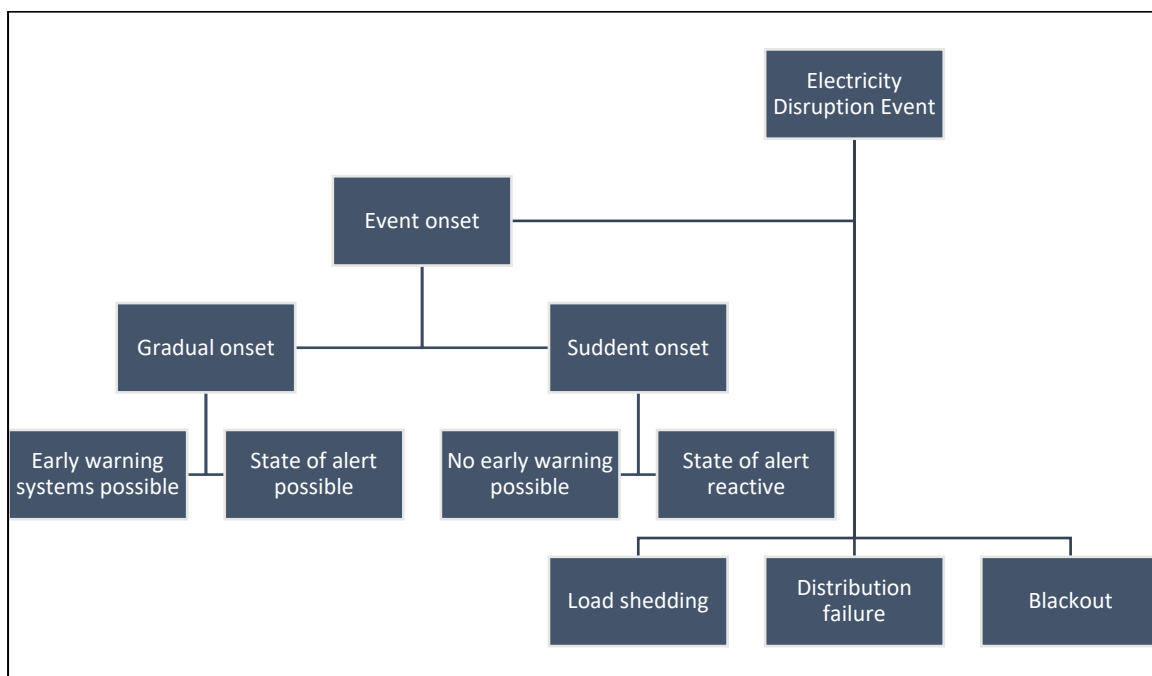 Electricity
Disruption Event
Event onset
Gradual onset
Suddent onset
Early warning
systems possible
State of alert
possible
No early warning
possible
State of alert
reactive
Load shedding
Distribution
failure
Blackout